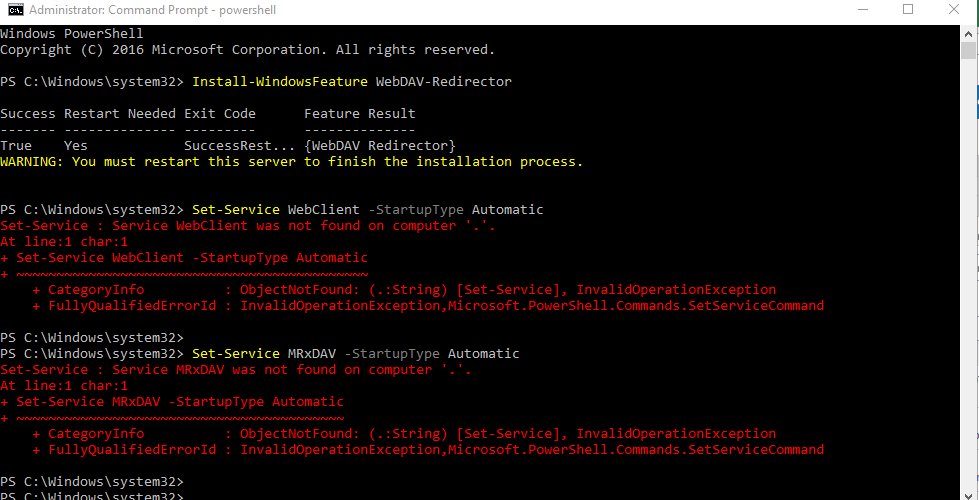 Administrator: Command Prompt - powershell
Windows PowerShell
Copyright (C) 2016 Microsoft Corporation. All rights reserved.
PS C:\Windows\system32> Install-WindowsFeature WebDAV-Redirector
Success Restart Needed Exit Code      Feature Result
------- -------------- ---------      --------------
True    Yes            SuccessRest... {WebDAV Redirector}
WARNING: You must restart this server to finish the installation process.
PS C:\Windows\system32> Set-Service WebClient -StartupType Automatic
Set-Service : Service WebClient was not found on computer '.'.
At line:1 char:1
+ Set-Service WebClient -StartupType Automatic
+ ~~~~~~~~~~~~~~~~~~~~~~~~~~~~~~~~~~~~~~~~~~~~
    + CategoryInfo          : ObjectNotFound: (.:String) [Set-Service], InvalidOperationException
    + FullyQualifiedErrorId : InvalidOperationException,Microsoft.PowerShell.Commands.SetServiceCommand
PS C:\Windows\system32>
PS C:\Windows\system32> Set-Service MRxDAV -StartupType Automatic
Set-Service : Service MRxDAV was not found on computer '.'.
At line:1 char:1
+ Set-Service MRxDAV -StartupType Automatic
+ ~~~~~~~~~~~~~~~~~~~~~~~~~~~~~~~~~~~~~~~~~
    + CategoryInfo          : ObjectNotFound: (.:String) [Set-Service], InvalidOperationException
    + FullyQualifiedErrorId : InvalidOperationException,Microsoft.PowerShell.Commands.SetServiceCommand
PS C:\Windows\system32>
PS C:\Windows\system32>